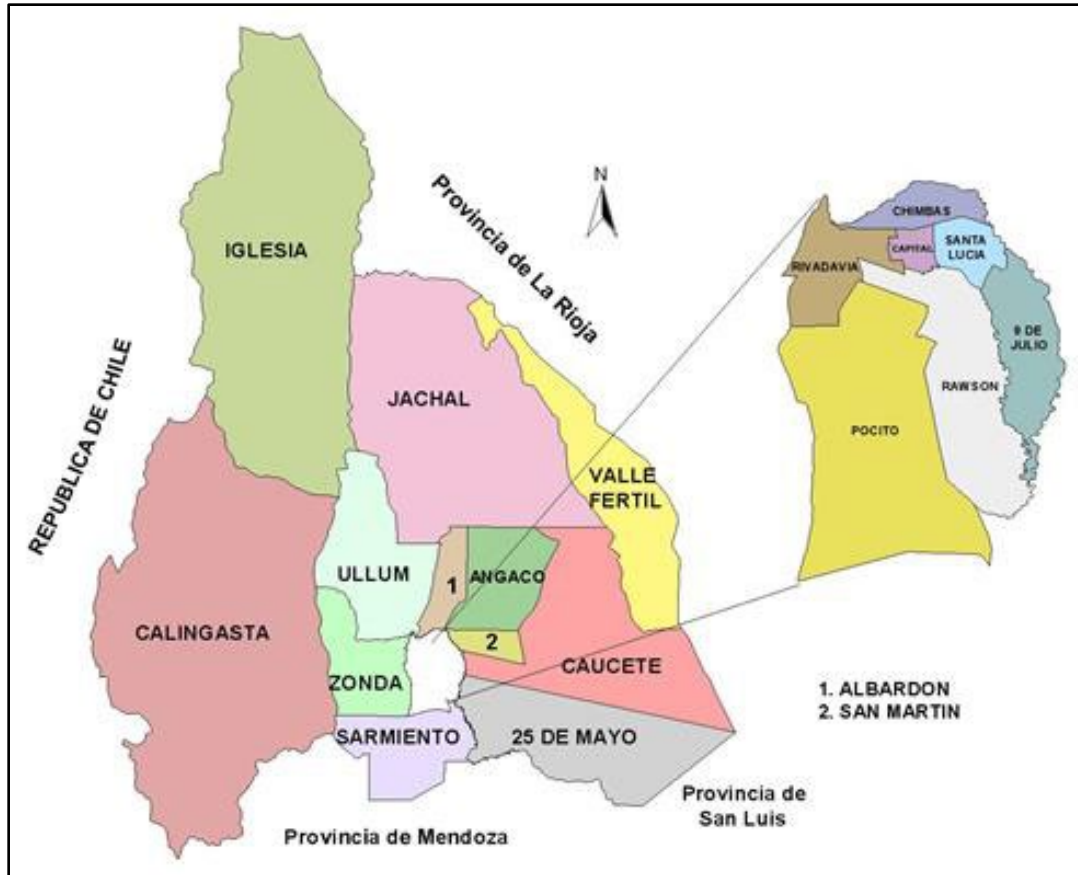 N
Provincia de La Rioja
REPUBLICA DE CHILE
IGLESIA
JACHAL
VALLE
FERTIL
ULLUM
1
ANGACO
CALINGASTA
2
ZONDA
CAUCETE
SARMIENTO
25 DE MAYO
Provincia de
San Luis
Provincia de Mendoza
CHIMBAS
CAPITAL
SANTA
LUCIA
RIVADAVIA
9 DE
JULIO
RAWSON
POCITO
1. ALBARDON
2. SAN MARTIN